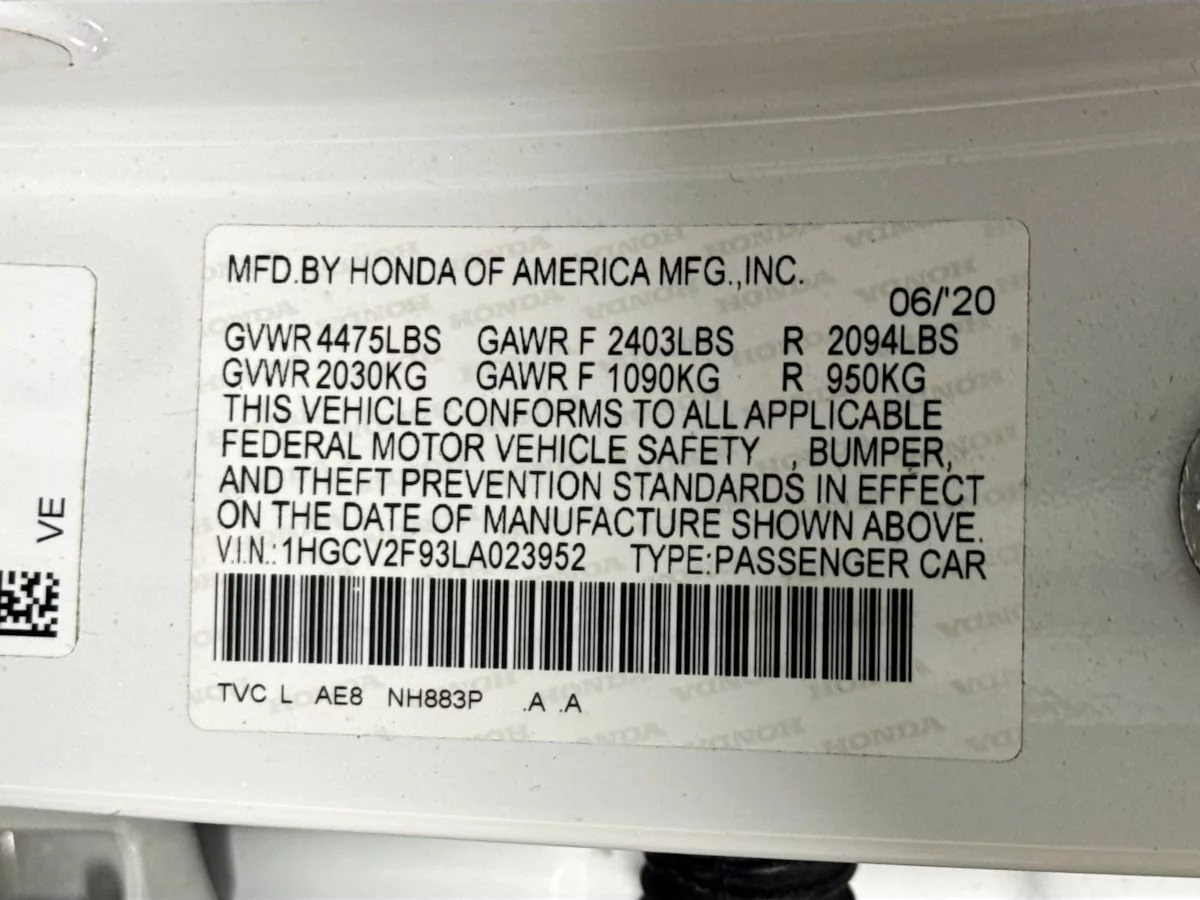 MFD.BY HONDA OF AMERICA MFG.,INC.
06/'20
GVWR 4475LBS GAWR F 2403LBS R 2094LBS
GVWR 2030KG GAWR F 1090KG R 950KG
THIS VEHICLE CONFORMS TO ALL APPLICABLE
FEDERAL MOTOR VEHICLE SAFETY , BUMPER,
AND THEFT PREVENTION STANDARDS IN EFFECT
ON THE DATE OF MANUFACTURE SHOWN ABOVE.
V.I.N.:1HGCV2F93LA023952 TYPE:PASSENGER CAR
TVC L AE8 NH883P .A .A
VE